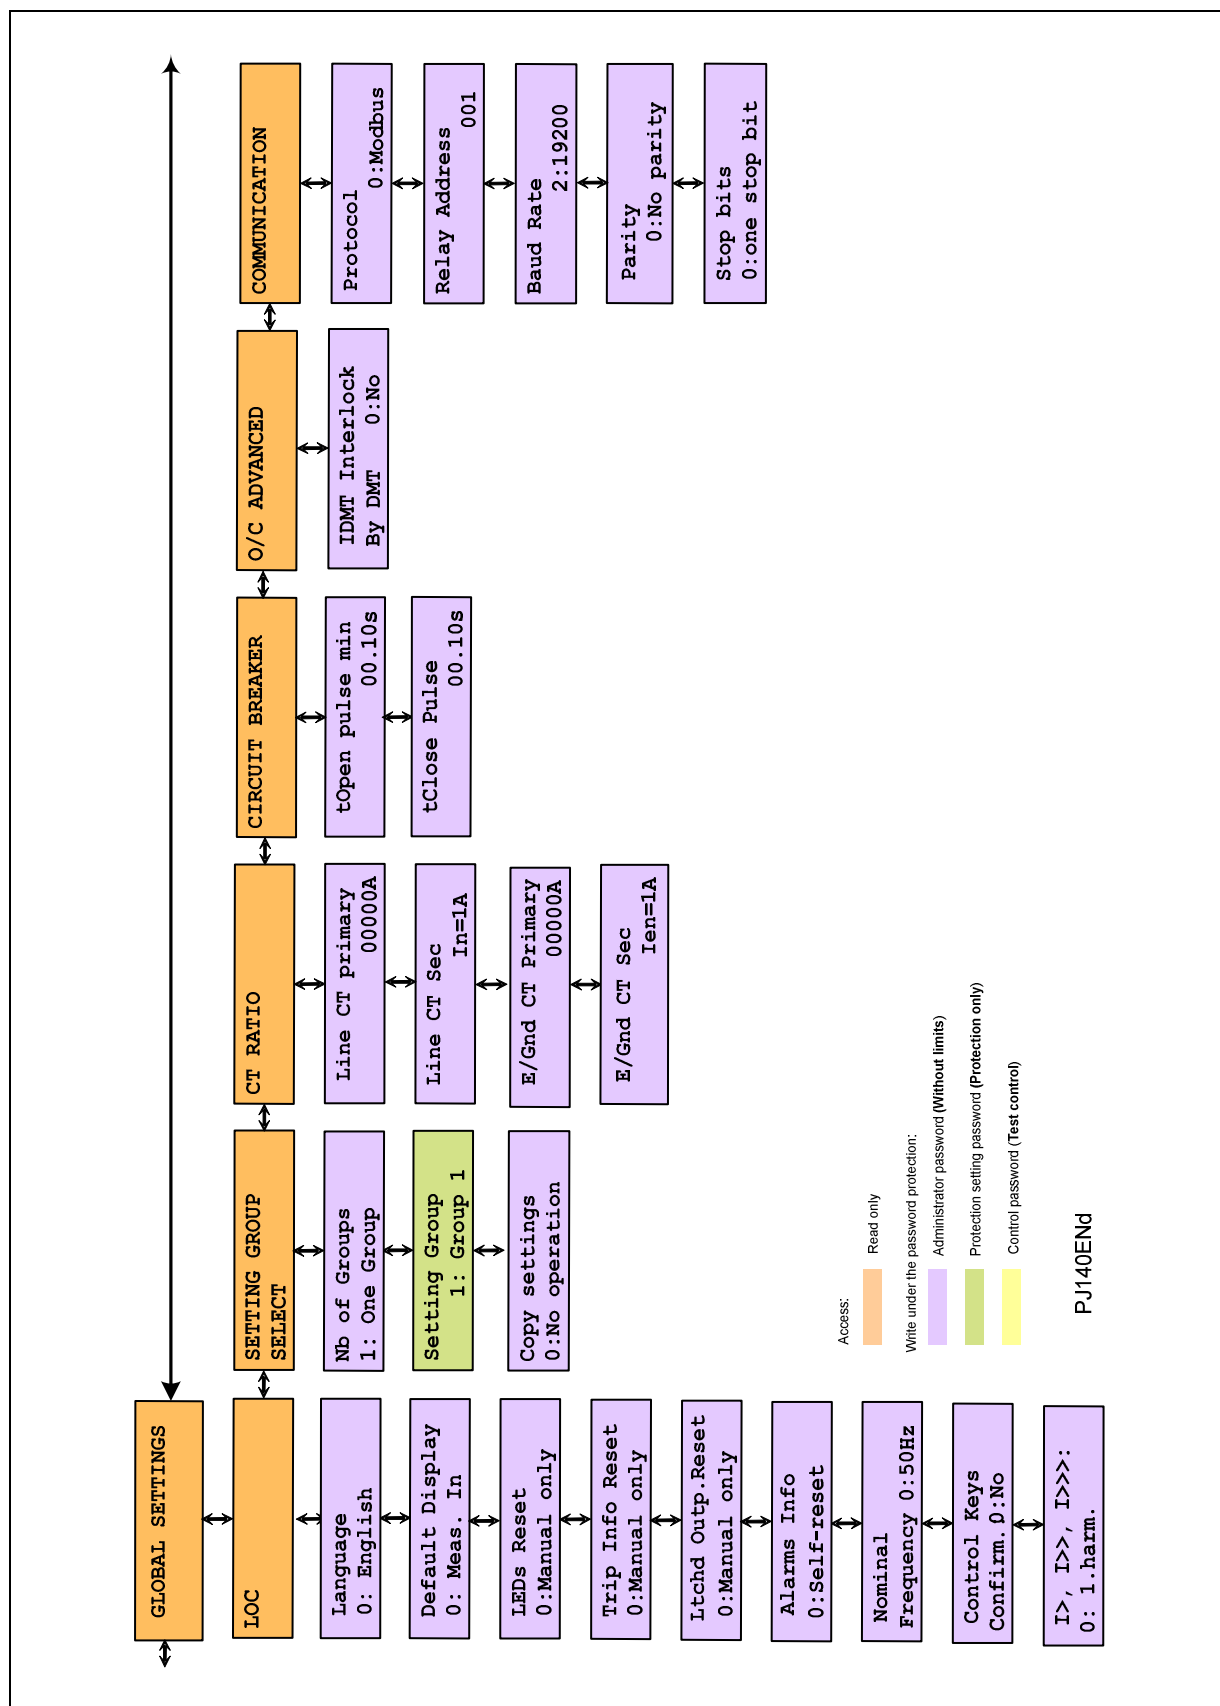 GLOBAL SETTINGS
LOC
Language
0: English
Default Display
0: Meas. In
LEDs Reset
0:Manual only
Trip Info Reset
0:Manual only
Ltchd Outp.Reset
0:Manual only
Alarms Info
0:Self-reset
Nominal
Frequency 0:50Hz
Control Keys
Confirm. 0:No
I>, I>>, I>>>:
0: 1.harm.
SETTING GROUP
SELECT
Nb of Groups
1: One Group
Setting Group
1: Group 1
Copy settings
0:No operation
CT RATIO
Line CT primary
00000A
Line CT Sec
In=1A
E/Gnd CT Primary
00000A
E/Gnd CT Sec
Ien=1A
CIRCUIT BREAKER
tOpen pulse min
00.10s
tClose Pulse
00.10s
O/C ADVANCED
IDMT Interlock
By DMT 0:No
COMMUNICATION
Protocol
0:Modbus
Relay Address
001
Baud Rate
2:19200
Parity
0:No parity
Stop bits
0:one stop bit
Access:
Read only
Write under the password protection:
Administrator password (Without limits)
Protection setting password (Protection only)
Control password (Test control)
PJ140ENd